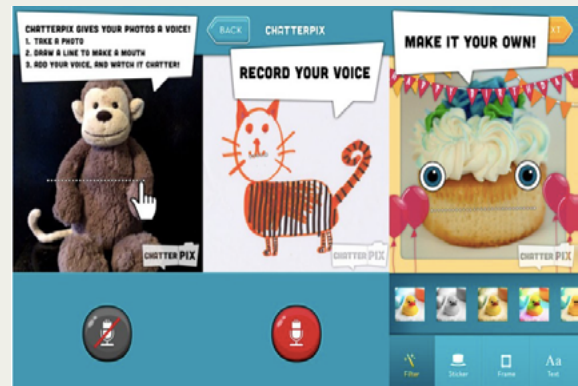 CHATTERPIX GIVES YOUR PHOTOS A VOICE!
1. TAKE A PHOTO
2. DRAW A LINE TO MAKE A MOUTH
3. ADD YOUR VOICE, AND WATCH IT CHATTER!
CHATTERPIX
BACK
CHATTERPIX
RECORD YOUR VOICE
CHATTERPIX
MAKE IT YOUR OWN!
CHATTERPIX
Filter
Sticker
Frame
Aa
Text